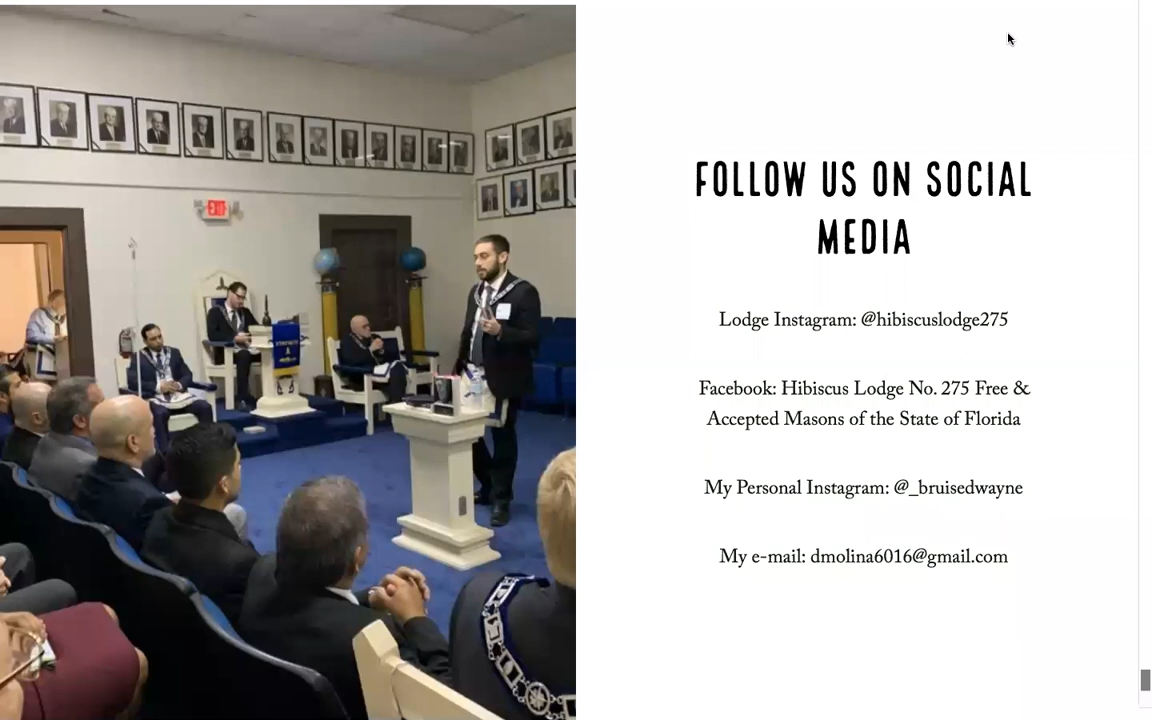 FOLLOW US ON SOCIAL
MEDIA
Lodge Instagram: @hibiscuslodge275
Facebook: Hibiscus Lodge No. 275 Free &
Accepted Masons of the State of Florida
My Personal Instagram: @_bruisedwayne
My e-mail: dmolina6016@gmail.com